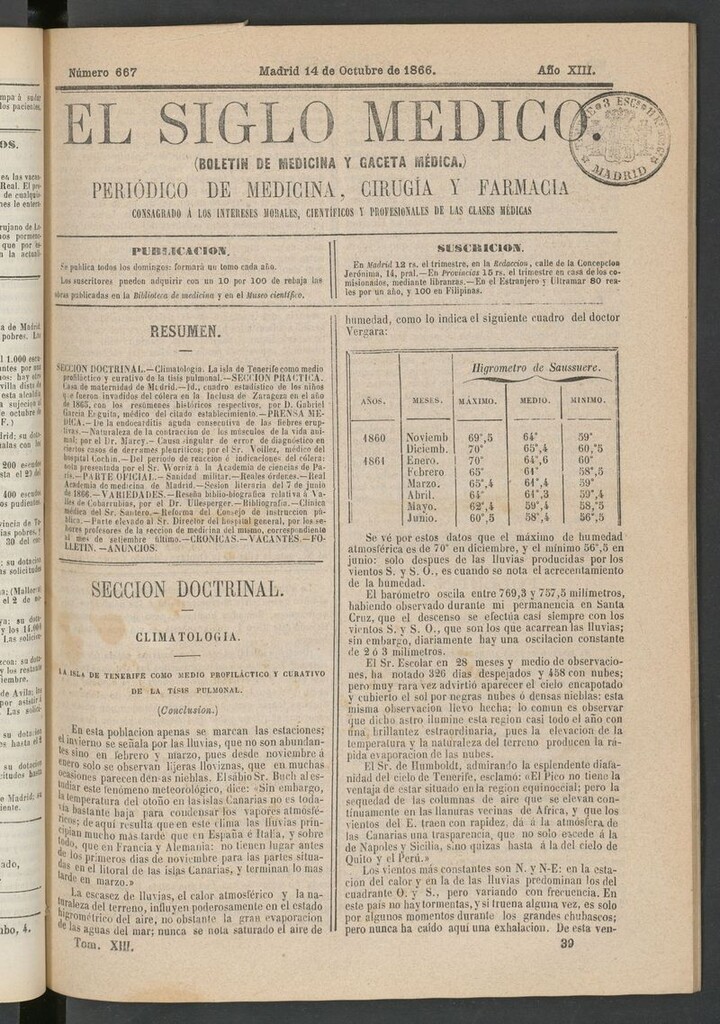 Número 667
Madrid 14 de Octubre de 1866.
Año XIII.
EL SIGLO MEDICO.
(BOLETIN DE MEDICINA Y GACETA MÉDICA.)
PERIÓDICO DE MEDICINA, CIRUGÍA Y FARMACIA
CONSAGRADO Á LOS INTERESES MORALES, CIENTÍFICOS Y PROFESIONALES DE LAS CLASES MÉDICAS
MADRID
PUBLICACION.
Se publica todos los domingos: formará un tomo cada año.
Los suscritores pueden adquirir con un 10 por 100 de rebaja las
obras publicadas en la Biblioteca de medicina y en el Museo científico.
SUSCRICION.
En Madrid 12 rs. el trimestre, en la Redaccion, calle de la Concepcion
Jerónima, 14, pral.—En Provincias 15 rs. el trimestre en casa de los co-
misionados, mediante libranzas.—En el Estranjero y Ultramar 80 rea-
les por un año, y 100 en Filipinas.
RESUMEN.
SECCION DOCTRINAL.—Climatologia. La isla de Tenerife como medio
profiláctico y curativo de la tisis pulmonal.—SECCION PRÁCTICA.
Casa de maternidad de Madrid.—Id., cuadro estadístico de los niños
que fueron invadidos del cólera en la Inclusa de Zaragoza en el año
de 1865, con los resúmenes históricos respectivos, por D. Gabriel
García Enguita, médico del citado establecimiento.—PRENSA MÉ-
DICA.—De la endocarditis aguda consecutiva de las fiebres erup-
tivas.—Naturaleza de la contraccion de los músculos de la vida ani-
mal; por el Dr. Marey.—Causa singular de error de diagnóstico en
ciertos casos de derrames pleuríticos; por el Sr. Voillez, médico del
hospital Cochin.—Del período de reaccion é indicaciones del cólera:
nota presentada por el Sr. Wormz á la Academia de ciencias de Pa-
rís.—PARTE OFICIAL.—Sanidad militar.—Reales órdenes.—Real
Academia de medicina de Madrid.—Sesion literaria del 7 de junio
de 1866.—VARIEDADES.—Reseña biblio-biografica relativa á Va-
lles de Cobarrubias, por el Dr. Ullesperger.—Bibliografía.—Clínica
médica del Sr. Santero.—Reforma del Consejo de instruccion pú-
blica.—Parte elevado al Sr. Director del hospital general, por los se-
ñores profesores de la seccion de medicina del mismo, correspondiente
al mes de setiembre último.—CRONICAS.—VACANTES.—FO-
LLETIN.—ANUNCIOS.
SECCION DOCTRINAL.
CLIMATOLOGIA.
LA ISLA DE TENERIFE COMO MEDIO PROFILÁCTICO Y CURATIVO
DE LA TÍSIS PULMONAL.
(Conclusion.)
En esta poblacion apenas se marcan las estaciones;
el invierno se señala por las lluvias, que no son abundan-
tes sino en febrero y marzo, pues desde noviembre á
enero solo se observan lijeras lloviznas, que en muchas
ocasiones parecen densas nieblas. El sábio Sr. Buch al es-
tudiar este fenómeno meteorológico, dice: «Sin embargo,
la temperatura del otoño en las islas Canarias no es toda-
vía bastante baja para condensar los vapores atmosfé-
ricos: de aquí resulta que en este clima las lluvias prin-
cipian mucho más tarde que en España é Italia, y sobre
todo, que en Francia y Alemania: no tienen lugar antes
de los primeros dias de noviembre para las partes situa-
das en el litoral de las islas Canarias, y terminan lo mas
tarde en marzo.»
La escasez de lluvias, el calor atmosférico y la na-
turaleza del terreno, influyen poderosamente en el estado
higrométrico del aire, no obstante la gran evaporacion
de las aguas del mar; nunca se nota saturado el aire de
Tom. XIII.
humedad, como lo indica el siguiente cuadro del doctor
Vergara:
Higrometro de Saussuere.
AÑOS. MESES. MÁXIMO. MEDIO. MINIMO.
1860 Noviemb 69°,5 64° 59°
Diciemb. 70° 65°,4 60°,75
1861 Enero. 70° 64°,6 60°
Febrero 65° 61° 58°,5
Marzo. 65°,4 61°,4 59°
Abril. 64° 61°,3 59°,4
Mayo. 62°,4 59°,4 58°,75
Junio. 60°,5 58°,4 56°,5
Se vé por estos datos que el máximo de humedad
atmosférica es de 70° en diciembre, y el mínimo 56°,5 en
junio: solo despues de las lluvias producidas por los
vientos S. y S. O., es cuando se nota el acrecentamiento
de la humedad.
El barómetro oscila entre 769,3 y 757,5 milímetros,
habiendo observado durante mi permanencia en Santa
Cruz, que el descenso se efectúa casi siempre con los
vientos S. y S. O., que son los que acarrean las lluvias;
sin embargo, diariamente hay una oscilacion constante
de 2 ó 3 milímetros.
El Sr. Escolar en 28 meses y medio de observacio-
nes, ha notado 326 dias despejados y 458 con nubes;
pero muy rara vez advirtió aparecer el cielo encapotado
y cubierto el sol por negras nubes ó densas nieblas: esta
misma observacion llevo hecha; lo comun es observar
que dicho astro ilumine esta region casi todo el año con
una brillantez estraordinaria, pues la elevacion de la
temperatura y la naturaleza del terreno producen la rá-
pida evaporacion de las nubes.
El Sr. de Humboldt, admirando la esplendente diafa-
nidad del cielo de Tenerife, esclamó: «El Pico no tiene la
ventaja de estar situado en la region equinoccial; pero la
sequedad de las columnas de aire que se elevan con-
tínuamente en las llanuras vecinas de Africa, y que los
vientos del E. traen con rapidez, dá á la atmósfera de
las Canarias una trasparencia, que no solo escede á la
de Napoles y Sicilia, sino quizas hasta á la del cielo de
Quito y el Perú.»
Los vientos más constantes son N. y N-E: en la esta-
cion del calor y en la de las lluvias predominan los del
cuadrante O. y S., pero variando con frecuencia. En
este país no hay tormentas, y si truena alguna vez, es solo
por algunos momentos durante los grandes chubascos;
pero nunca ha caido aquí una exhalacion. De esta ven-
39